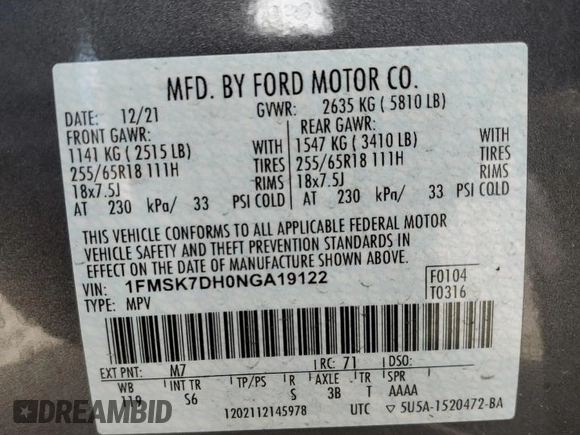 MFD. BY FORD MOTOR CO.
DATE: 12/21 GVWR: 2635 KG ( 5810 LB)
FRONT GAWR: REAR GAWR:
1141 KG ( 2515 LB) WITH 1547 KG ( 3410 LB) WITH
255/65R18 111H TIRES 255/65R18 111H TIRES
18x7.5J RIMS 18x7.5J RIMS
AT 230 kPa/ 33 PSI COLD AT 230 kPa/ 33 PSI COLD
THIS VEHICLE CONFORMS TO ALL APPLICABLE FEDERAL MOTOR
VEHICLE SAFETY AND THEFT PREVENTION STANDARDS IN
EFFECT ON THE DATE OF MANUFACTURE SHOWN ABOVE.
VIN: 1FMSK7DH0NGA19122 F0104
TYPE: MPV T0316
EXT PNT: M7 RC: 71 DSO:
WB INT TR TP/PS R AXLE TR SPR
119 S6 S 3B T AAAA
1202112145978 UTC ▽ 5U5A-1520472-BA
DREAMBID